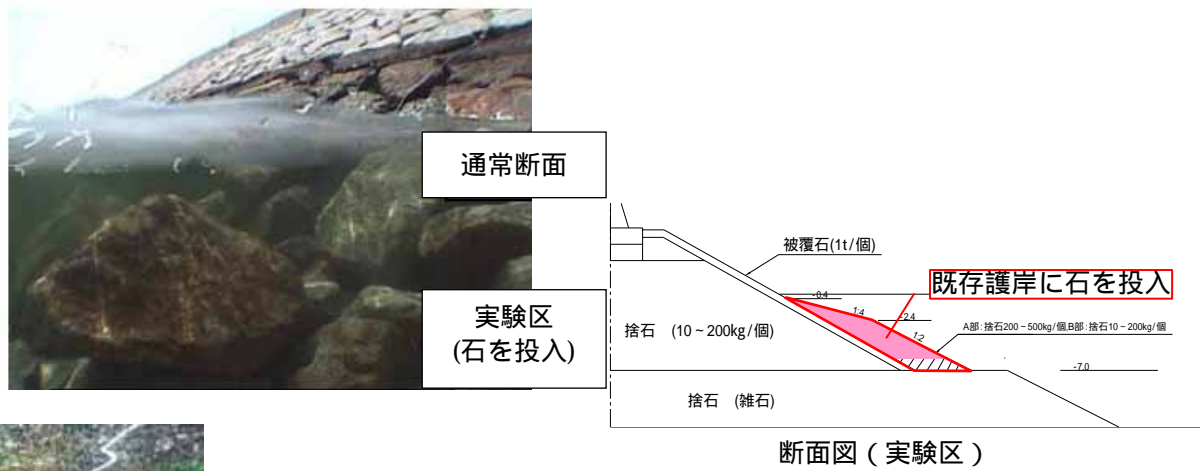 通常断面
実験区
(石を投入)
被覆石(1t/個)
既存護岸に石を投入
-0.4
1:4
-2.4
1:2
A部:捨石200~500kg/個,B部:捨石10~200kg/個
捨石 (10~200kg/個)
-7.0
捨石 (雑石)
断面図(実験区)